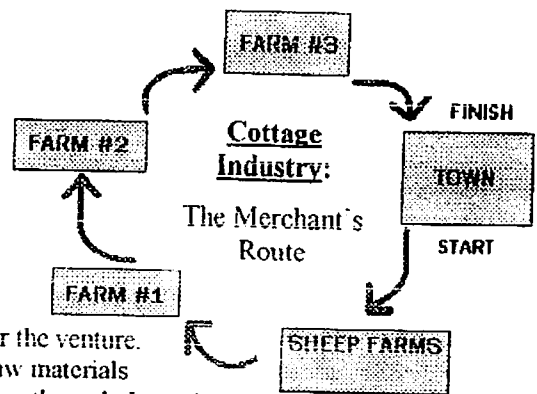 FARM #3
FINISH
FARM #2
Cottage
Industry:
TOWN
The Merchant`s
Route
START
FARM #1
SHEEP FARMS
r the venture.
aw materials